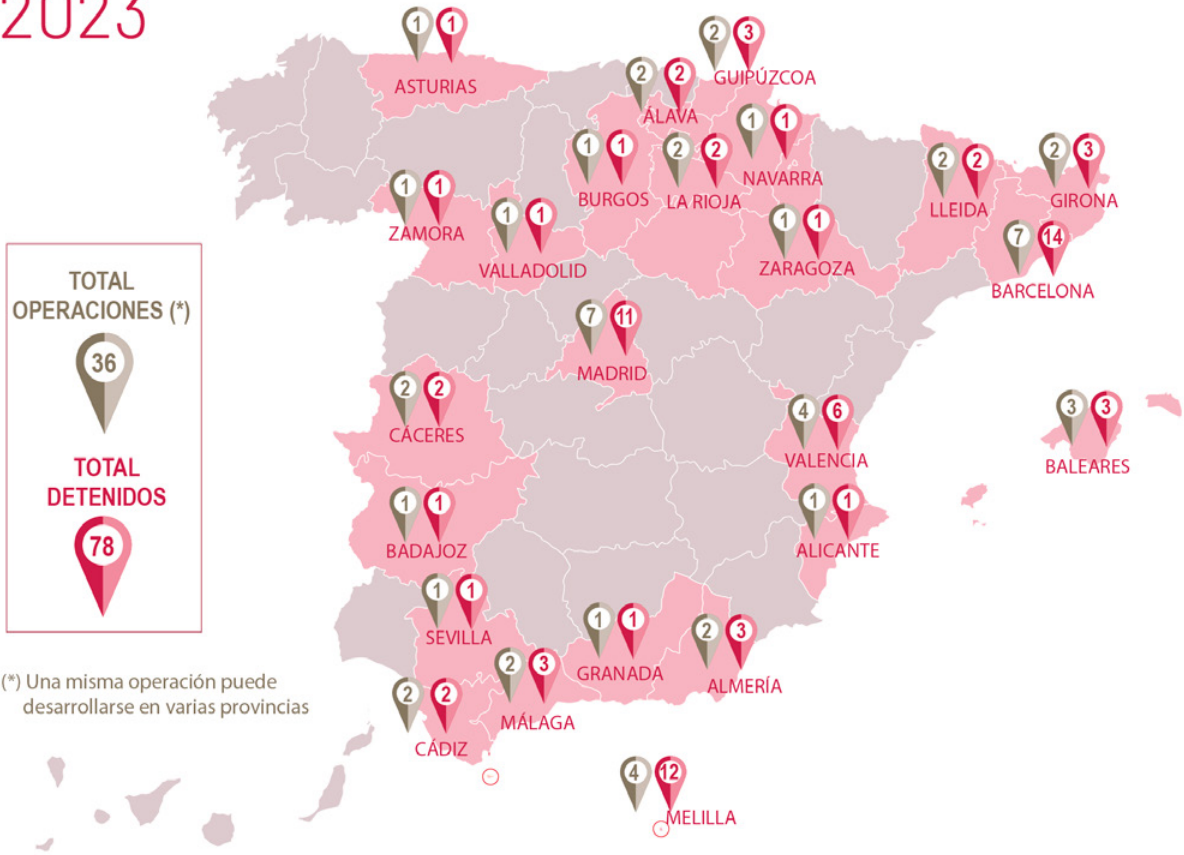 2023
1 1
ASTURIAS
2 3
GUIPÚZCOA
2 2
ÁLAVA
1 1
NAVARRA
1 1
BURGOS
2 2
LA RIOJA
2 2
LLEIDA
2 3
GIRONA
1 1
ZAMORA
1 1
VALLADOLID
1 1
ZARAGOZA
7 14
BARCELONA
TOTAL
OPERACIONES (*)
36
TOTAL
DETENIDOS
78
7 11
MADRID
2 2
CÁCERES
4 6
VALENCIA
3 3
BALEARES
1 1
BADAJOZ
1 1
ALICANTE
1 1
SEVILLA
1 1
GRANADA
2 3
ALMERÍA
2 3
MÁLAGA
2 2
CÁDIZ
4 12
MELILLA
(*) Una misma operación puede
desarrollarse en varias provincias